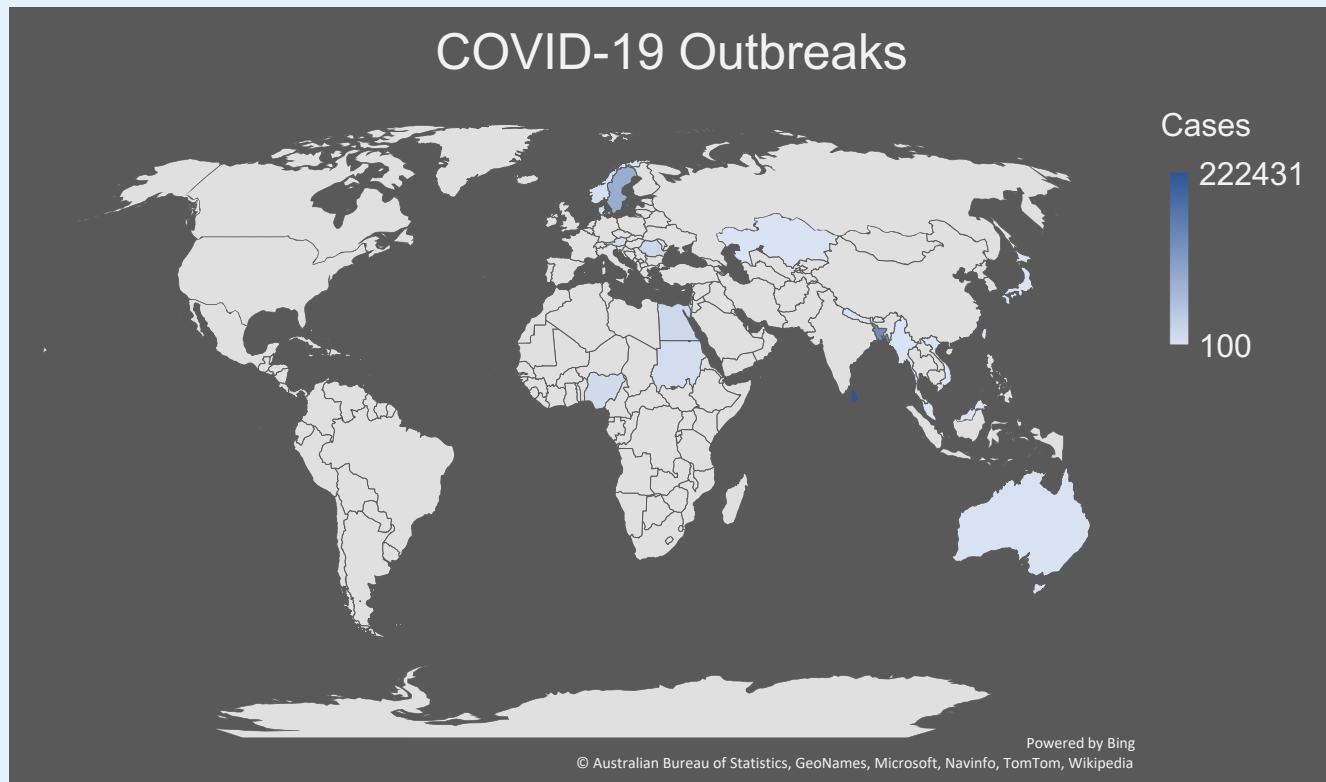 COVID-19 Outbreaks
Cases
222431
100
Powered by Bing
© Australian Bureau of Statistics, GeoNames, Microsoft, Navinfo, TomTom, Wikipedia